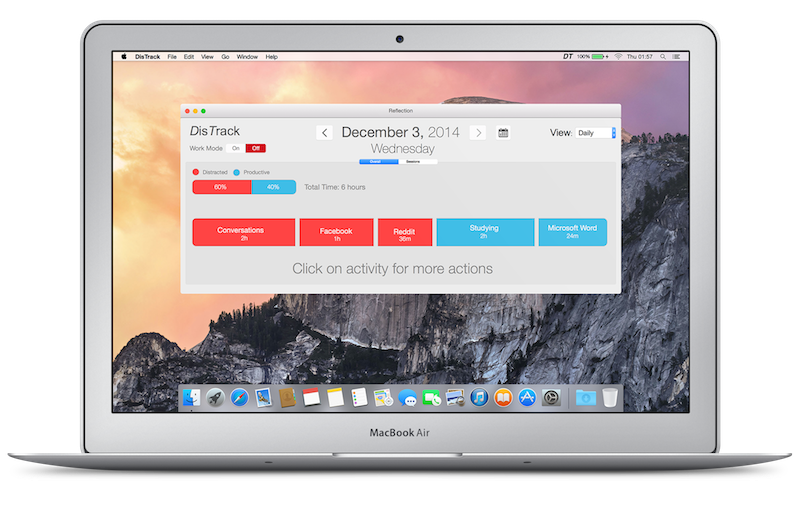 DisTrack File Edit View Go Window Help DT 100% Thu 01:57
Reflection
DisTrack
December 3, 2014
View: Daily
Work Mode On Off
Wednesday
Overall Sessions
Distracted Productive
60% 40% Total Time: 6 hours
Conversations Facebook Reddit Studying Microsoft Word
2h 1h 36m 2h 24m
Click on activity for more actions
MacBook Air